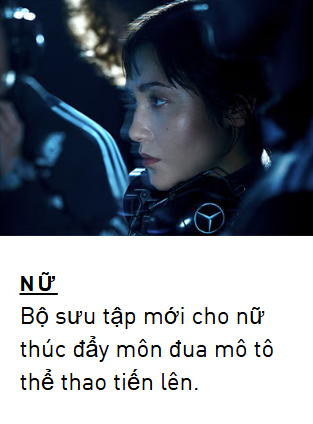 NỮ
Bộ sưu tập mới cho nữ
thúc đẩy môn đua mô tô
thể thao tiến lên.